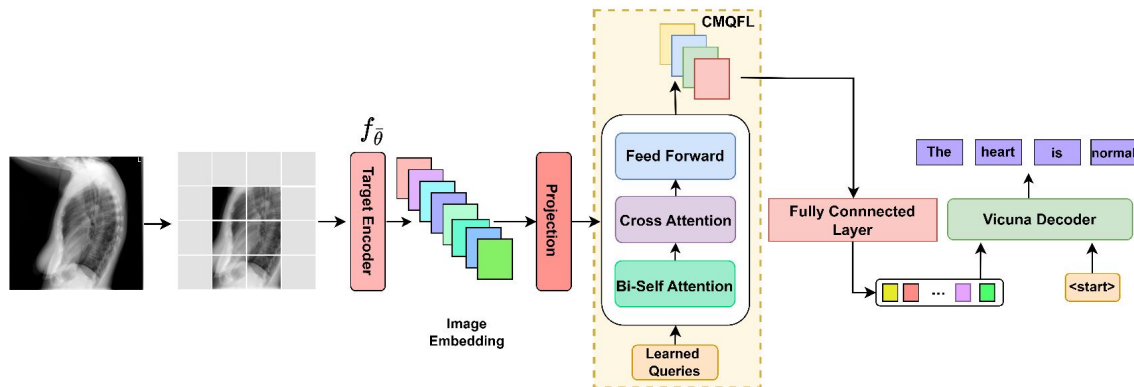 L
f_θ̄
Target Encoder
Image
Embedding
Projection
CMQFL
Feed Forward
Cross Attention
Bi-Self Attention
Learned
Queries
Fully Connnected
Layer
...
The heart is normal
Vicuna Decoder
<start>